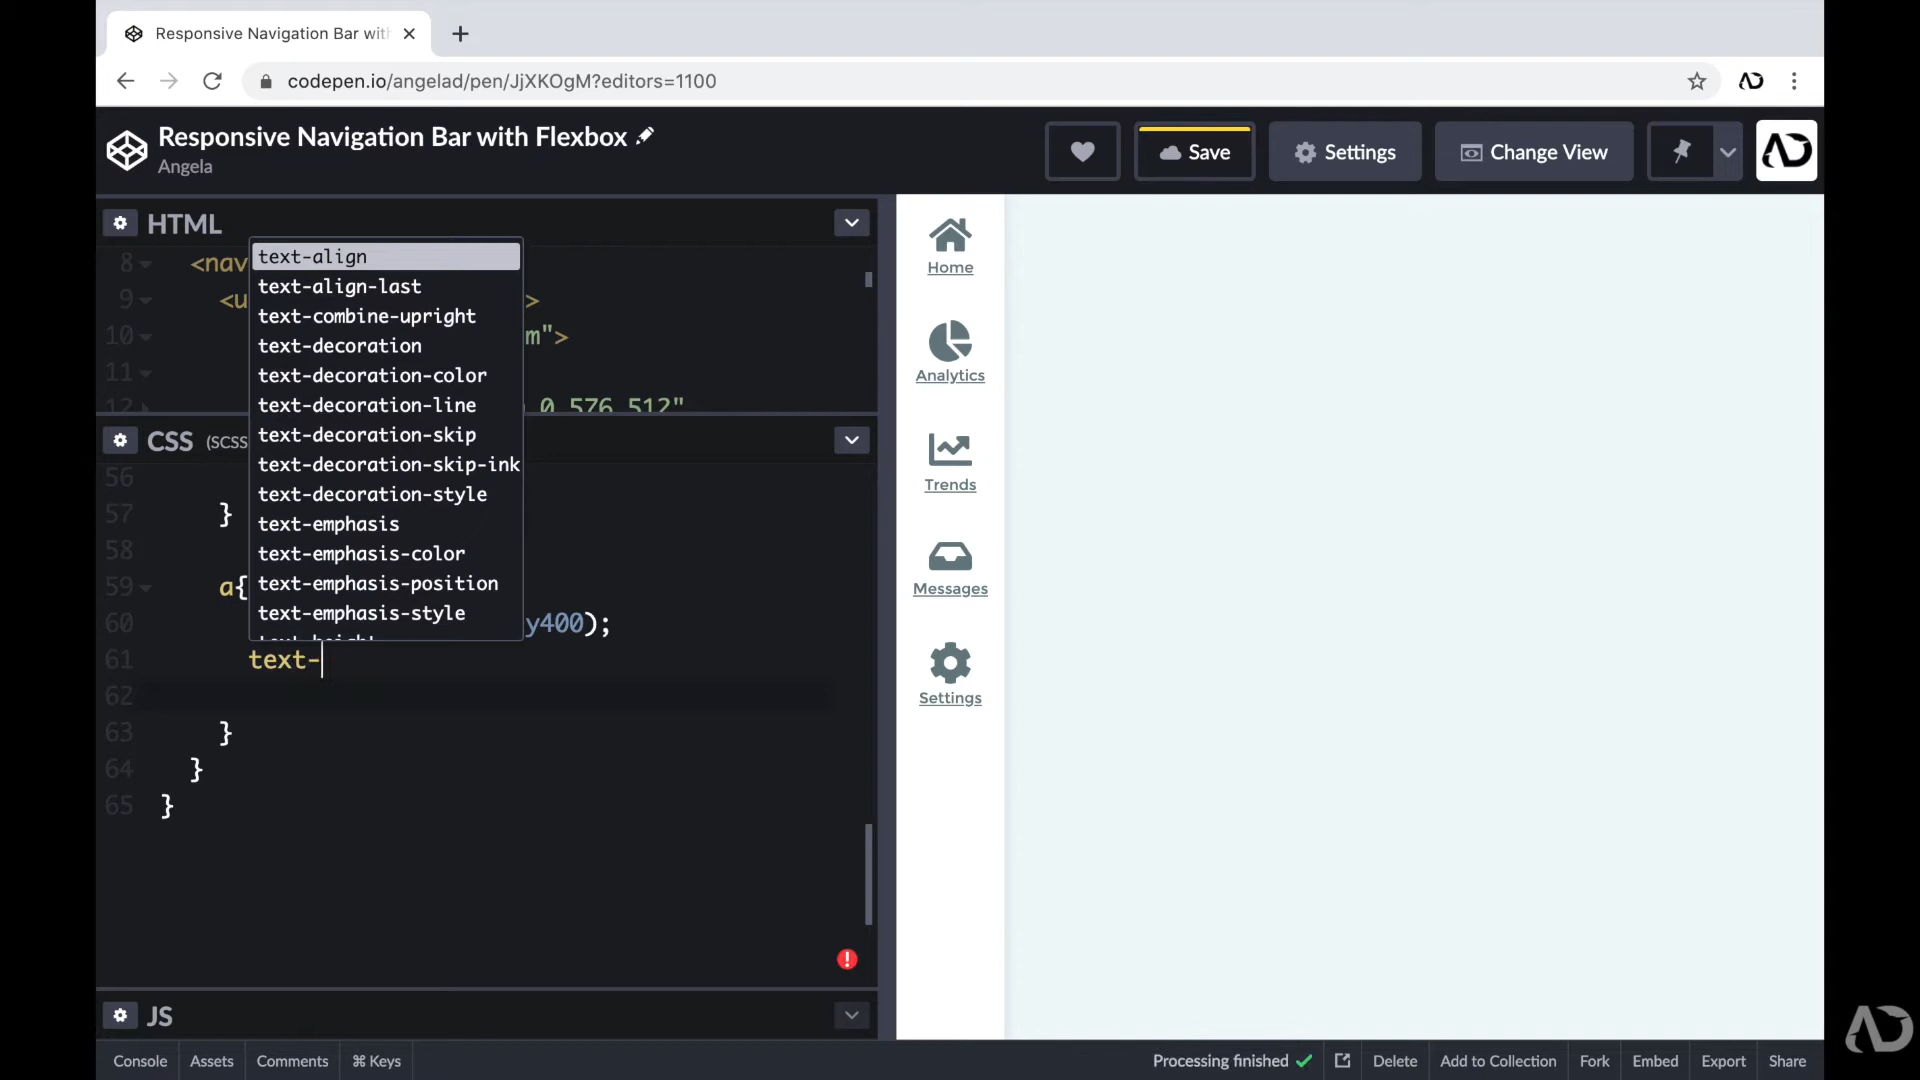 Responsive Navigation Bar wit
codepen.io/angelad/pen/JjXKOgM?editors=1100
Responsive Navigation Bar with Flexbox
Angela
Save
Settings
Change View
HTML
8 <nav
9 <u >
10 m">
11
12 0 576 512"
text-align
text-align-last
text-combine-upright
text-decoration
text-decoration-color
text-decoration-line
text-decoration-skip
text-decoration-skip-ink
text-decoration-style
text-emphasis
text-emphasis-color
text-emphasis-position
text-emphasis-style
text-height
CSS (SCSS
56
57 }
58
59 a{
60 y400);
61 text-
62
63 }
64 }
65 }
JS
Home
Analytics
Trends
Messages
Settings
Console
Assets
Comments
⌘ Keys
Processing finished
Delete
Add to Collection
Fork
Embed
Export
Share